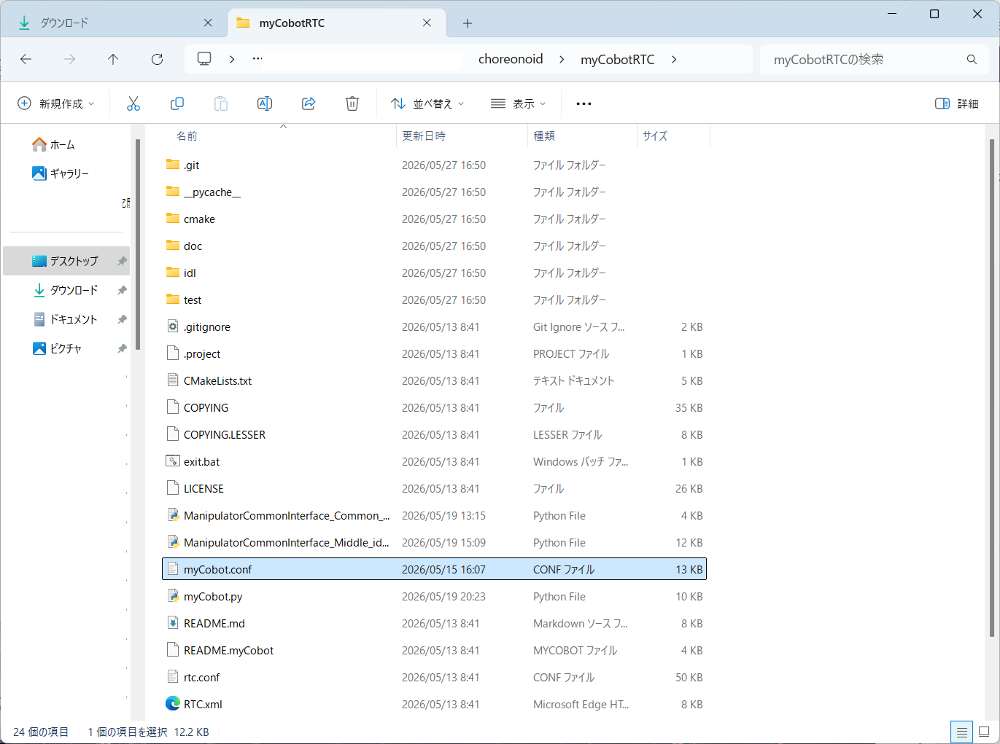 ダウンロード
myCobotRTC
choreonoid
myCobotRTC
myCobotRTCの検索
新規作成
並べ替え
表示
詳細
ホーム
ギャラリー
デスクトップ
ダウンロード
ドキュメント
ピクチャ
名前 更新日時 種類 サイズ
.git 2026/05/27 16:50 ファイル フォルダー
__pycache__ 2026/05/27 16:50 ファイル フォルダー
cmake 2026/05/27 16:50 ファイル フォルダー
doc 2026/05/27 16:50 ファイル フォルダー
idl 2026/05/27 16:50 ファイル フォルダー
test 2026/05/27 16:50 ファイル フォルダー
.gitignore 2026/05/13 8:41 Git Ignore ソース フ... 2 KB
.project 2026/05/13 8:41 PROJECT ファイル 1 KB
CMakeLists.txt 2026/05/13 8:41 テキスト ドキュメント 5 KB
COPYING 2026/05/13 8:41 ファイル 35 KB
COPYING.LESSER 2026/05/13 8:41 LESSER ファイル 8 KB
exit.bat 2026/05/13 8:41 Windows バッチ ファ... 1 KB
LICENSE 2026/05/13 8:41 ファイル 26 KB
ManipulatorCommonInterface_Common_... 2026/05/19 13:15 Python File 4 KB
ManipulatorCommonInterface_Middle_id... 2026/05/19 15:09 Python File 12 KB
myCobot.conf 2026/05/15 16:07 CONF ファイル 13 KB
myCobot.py 2026/05/19 20:23 Python File 10 KB
README.md 2026/05/13 8:41 Markdown ソース フ... 8 KB
README.myCobot 2026/05/13 8:41 MYCOBOT ファイル 4 KB
rtc.conf 2026/05/13 8:41 CONF ファイル 50 KB
RTC.xml 2026/05/13 8:41 Microsoft Edge HT... 8 KB
24 個の項目 1 個の項目を選択 12.2 KB